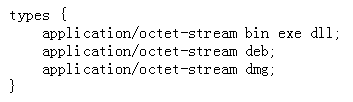 types {
    application/octet-stream bin exe dll;
    application/octet-stream deb;
    application/octet-stream dmg;
}